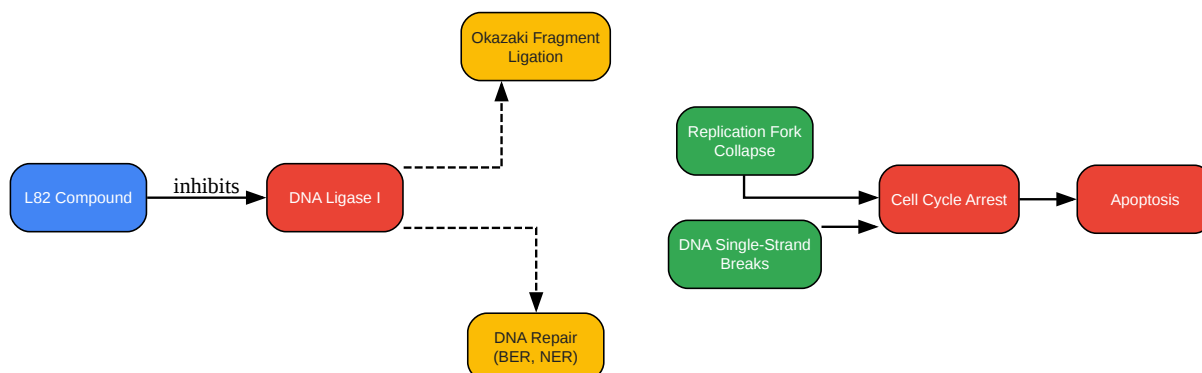 Okazaki Fragment
Ligation
L82 Compound
inhibits
DNA Ligase I
DNA Repair
(BER, NER)
Replication Fork
Collapse
DNA Single-Strand
Breaks
Cell Cycle Arrest
Apoptosis